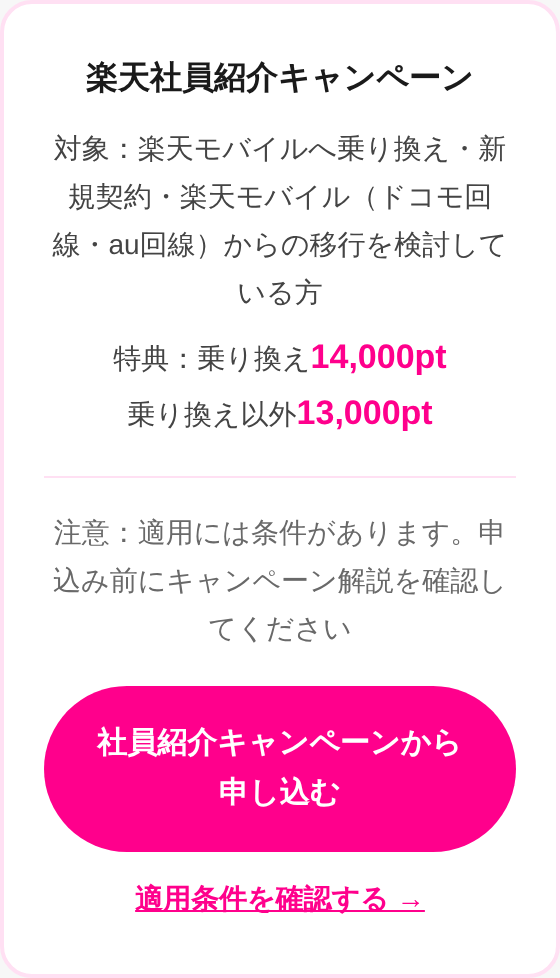 楽天社員紹介キャンペーン
対象：楽天モバイルへ乗り換え・新
規契約・楽天モバイル（ドコモ回
線・au回線）からの移行を検討して
いる方
特典：乗り換え14,000pt
乗り換え以外13,000pt
注意：適用には条件があります。申
込み前にキャンペーン解説を確認し
てください
社員紹介キャンペーンから
申し込む
適用条件を確認する →